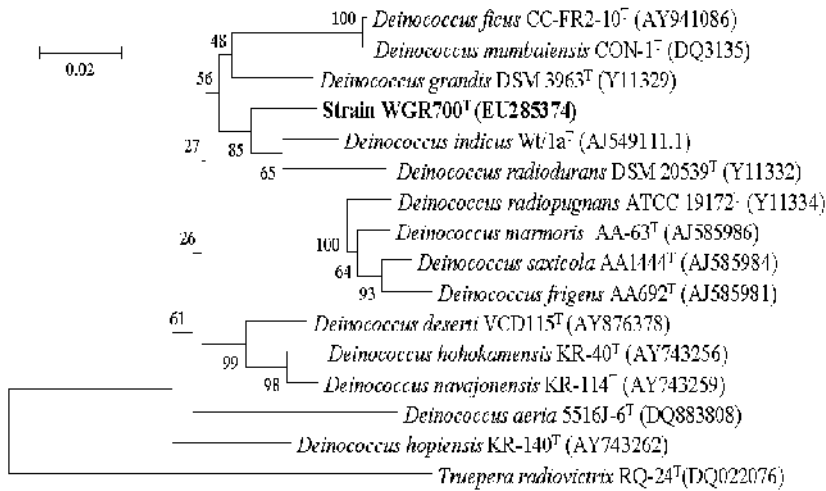 100 Deinococcus ficus CC-FR2-10ᵀ (AY941086)
48 Deinococcus mumbaiensis CON-1ᵀ (DQ3135)
0.02
56 Deinococcus grandis DSM 3963ᵀ (Y11329)
Strain WGR700ᵀ (EU285374)
27 85 Deinococcus indicus Wt/1aᵀ (AJ549111.1)
65 Deinococcus radiodurans DSM 20539ᵀ (Y11332)
Deinococcus radiopugnans ATCC 19172ᵀ (Y11334)
26 100 Deinococcus marmoris AA-63ᵀ (AJ585986)
64 Deinococcus saxicola AA1444ᵀ (AJ585984)
93 Deinococcus frigens AA692ᵀ (AJ585981)
61 Deinococcus deserti VCD115ᵀ (AY876378)
99 Deinococcus hohokamensis KR-40ᵀ (AY743256)
98 Deinococcus navajonensis KR-114ᵀ (AY743259)
Deinococcus aeria 5516J-6ᵀ (DQ883808)
Deinococcus hopiensis KR-140ᵀ (AY743262)
Truepera radiovictrix RQ-24ᵀ(DQ022076)